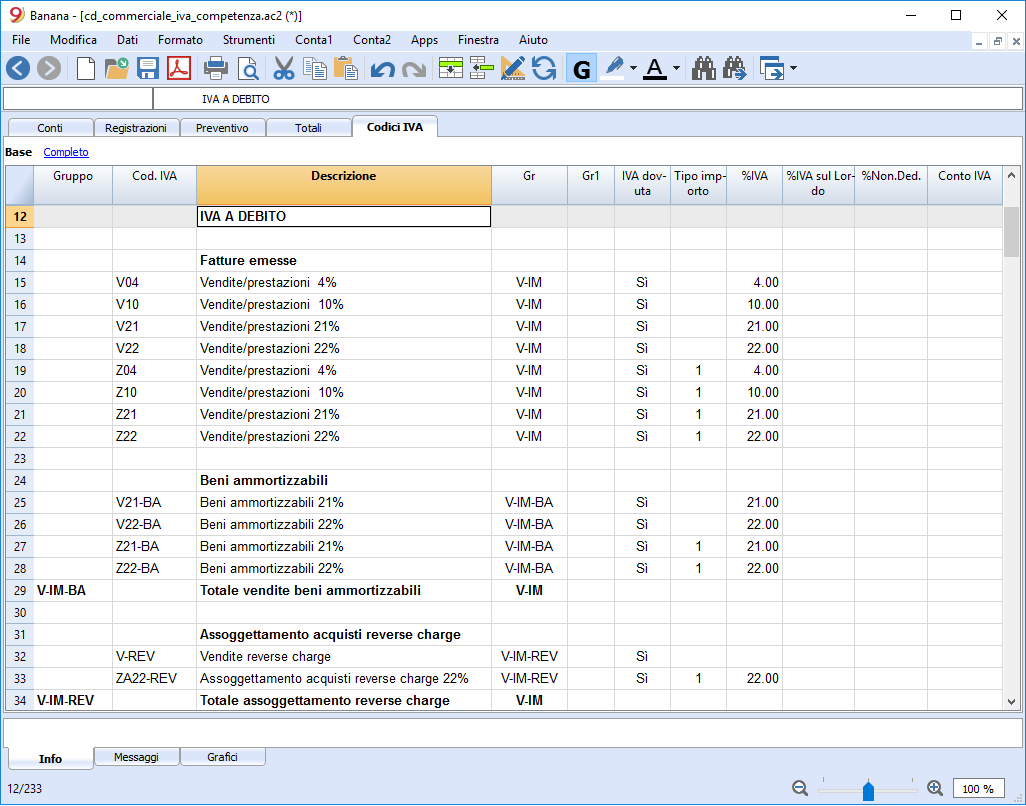 Banana - [cd_commerciale_iva_competenza.ac2 (*)]
File Modifica Dati Formato Strumenti Conta1 Conta2 Apps Finestra Aiuto
G A
IVA A DEBITO
Conti Registrazioni Preventivo Totali Codici IVA
Base Completo
Gruppo Cod. IVA Descrizione Gr Gr1 IVA dov-uta Tipo imp-orto %IVA %IVA sul Lor-do %Non.Ded. Conto IVA
12 IVA A DEBITO
13
14 Fatture emesse
15 V04 Vendite/prestazioni 4% V-IM Sì 4.00
16 V10 Vendite/prestazioni 10% V-IM Sì 10.00
17 V21 Vendite/prestazioni 21% V-IM Sì 21.00
18 V22 Vendite/prestazioni 22% V-IM Sì 22.00
19 Z04 Vendite/prestazioni 4% V-IM Sì 1 4.00
20 Z10 Vendite/prestazioni 10% V-IM Sì 1 10.00
21 Z21 Vendite/prestazioni 21% V-IM Sì 1 21.00
22 Z22 Vendite/prestazioni 22% V-IM Sì 1 22.00
23
24 Beni ammortizzabili
25 V21-BA Beni ammortizzabili 21% V-IM-BA Sì 21.00
26 V22-BA Beni ammortizzabili 22% V-IM-BA Sì 22.00
27 Z21-BA Beni ammortizzabili 21% V-IM-BA Sì 1 21.00
28 Z22-BA Beni ammortizzabili 22% V-IM-BA Sì 1 22.00
29 V-IM-BA Totale vendite beni ammortizzabili V-IM
30
31 Assoggettamento acquisti reverse charge
32 V-REV Vendite reverse charge V-IM-REV Sì
33 ZA22-REV Assoggettamento acquisti reverse charge 22% V-IM-REV Sì 1 22.00
34 V-IM-REV Totale assoggettamento reverse charge V-IM
Info Messaggi Grafici
12/233 100 %